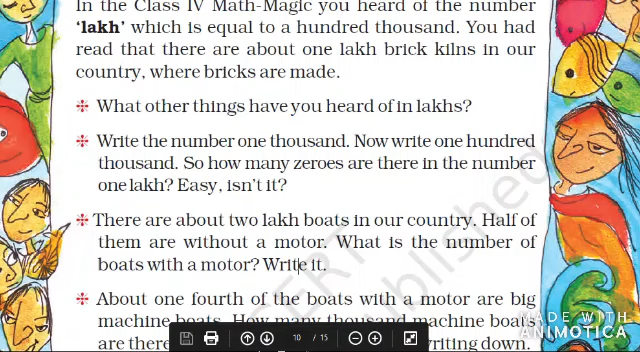 In the Class IV Math-Magic you heard of the number
'lakh' which is equal to a hundred thousand. You had
read that there are about one lakh brick kilns in our
country, where bricks are made.
What other things have you heard of in lakhs?
Write the number one thousand. Now write one hundred
thousand. So how many zeroes are there in the number
one lakh? Easy, isn't it?
There are about two lakh boats in our country. Half of
them are without a motor. What is the number of
boats with a motor? Write it.
About one fourth of the boats with a motor are big
machine boats. How many thousand machine boats
are there writing down.
10 / 15
MADE WITH
ANIMOTICA